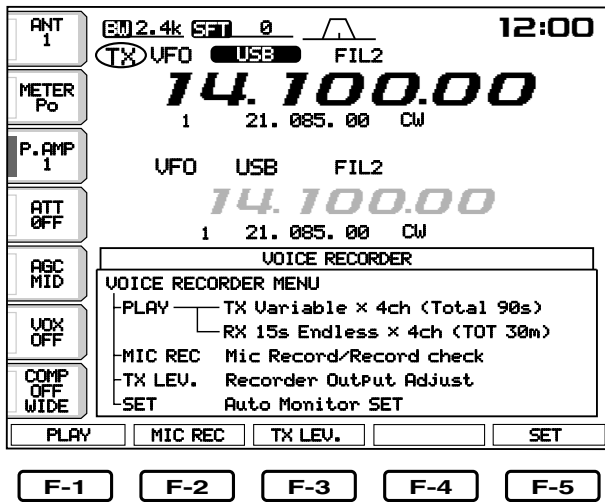 ANT
1
BW 2.4k SFT 0
12:00
TX VFO USB FIL2
METER
Po
14.100.00
1 21.085.00 CW
P.AMP
1
VFO USB FIL2
ATT
OFF
14.100.00
1 21.085.00 CW
AGC
MID
VOICE RECORDER
VOICE RECORDER MENU
PLAY TX Variable × 4ch (Total 90s)
RX 15s Endless × 4ch (TOT 30m)
VOX
OFF
MIC REC Mic Record/Record check
TX LEV. Recorder Output Adjust
SET Auto Monitor SET
COMP
OFF
WIDE
PLAY MIC REC TX LEV. SET
F-1 F-2 F-3 F-4 F-5